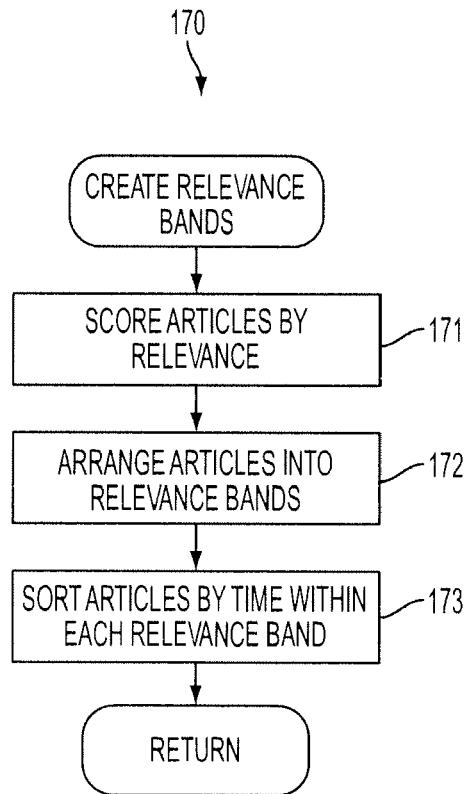 170
CREATE RELEVANCE
BANDS
SCORE ARTICLES BY
RELEVANCE
171
ARRANGE ARTICLES INTO
RELEVANCE BANDS
172
SORT ARTICLES BY TIME WITHIN
EACH RELEVANCE BAND
173
RETURN